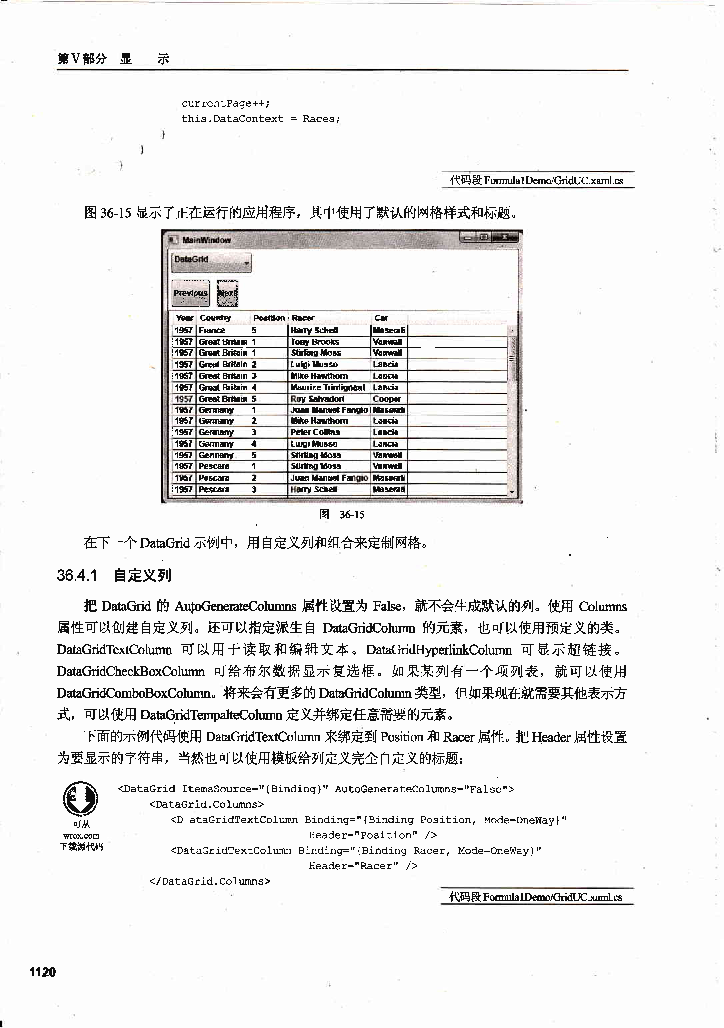 第V部分 显 示
currentPage++;
this.DataContext = Races;
}
}
}
代码段 Formula1Demo/GridUC.xaml.cs
图 36-15 显示了正在运行的应用程序，其中使用了默认的网格样式和标题。
MainWindow
DataGrid
Previous Next
Year Country Position Racer Car
1957 France 5 Harry Schell Maserati
1957 Great Britain 1 Tony Brooks Vanwall
1957 Great Britain 1 Stirling Moss Vanwall
1957 Great Britain 2 Luigi Musso Lancia
1957 Great Britain 3 Mike Hawthorn Lancia
1957 Great Britain 4 Maurice Trintignant Lancia
1957 Great Britain 5 Roy Salvadori Cooper
1957 Germany 1 Juan Manuel Fangio Maserati
1957 Germany 2 Mike Hawthorn Lancia
1957 Germany 3 Peter Collins Lancia
1957 Germany 4 Luigi Musso Lancia
1957 Germany 5 Stirling Moss Vanwall
1957 Pescara 1 Stirling Moss Vanwall
1957 Pescara 2 Juan Manuel Fangio Maserati
1957 Pescara 3 Harry Schell Maserati
图 36-15
在下一个 DataGrid 示例中，用自定义列和组合来定制网格。
36.4.1 自定义列
把 DataGrid 的 AutoGenerateColumns 属性设置为 False，就不会生成默认的列。使用 Columns
属性可以创建自定义列。还可以指定派生自 DataGridColumn 的元素，也可以使用预定义的类。
DataGridTextColumn 可以用于读取和编辑文本。DataGridHyperlinkColumn 可显示超链接。
DataGridCheckBoxColumn 可给布尔数据显示复选框。如果某列有一个项列表，就可以使用
DataGridComboBoxColumn。将来会有更多的 DataGridColumn 类型，但如果现在就需要其他表示方
式，可以使用 DataGridTempalteColumn 定义并绑定任意需要的元素。
下面的示例代码使用 DataGridTextColumn 来绑定到 Position 和 Racer 属性。把 Header 属性设置
为要显示的字符串，当然也可以使用模板给列定义完全自定义的标题：
可从
wrox.com
下载源代码
<DataGrid ItemsSource="{Binding}" AutoGenerateColumns="False">
<DataGrid.Columns>
<D ataGridTextColumn Binding="{Binding Position, Mode=OneWay}"
Header="Position" />
<DataGridTextColumn Binding="{Binding Racer, Mode=OneWay}"
Header="Racer" />
</DataGrid.Columns>
代码段 Formula1Demo/GridUC.xaml.cs
1120